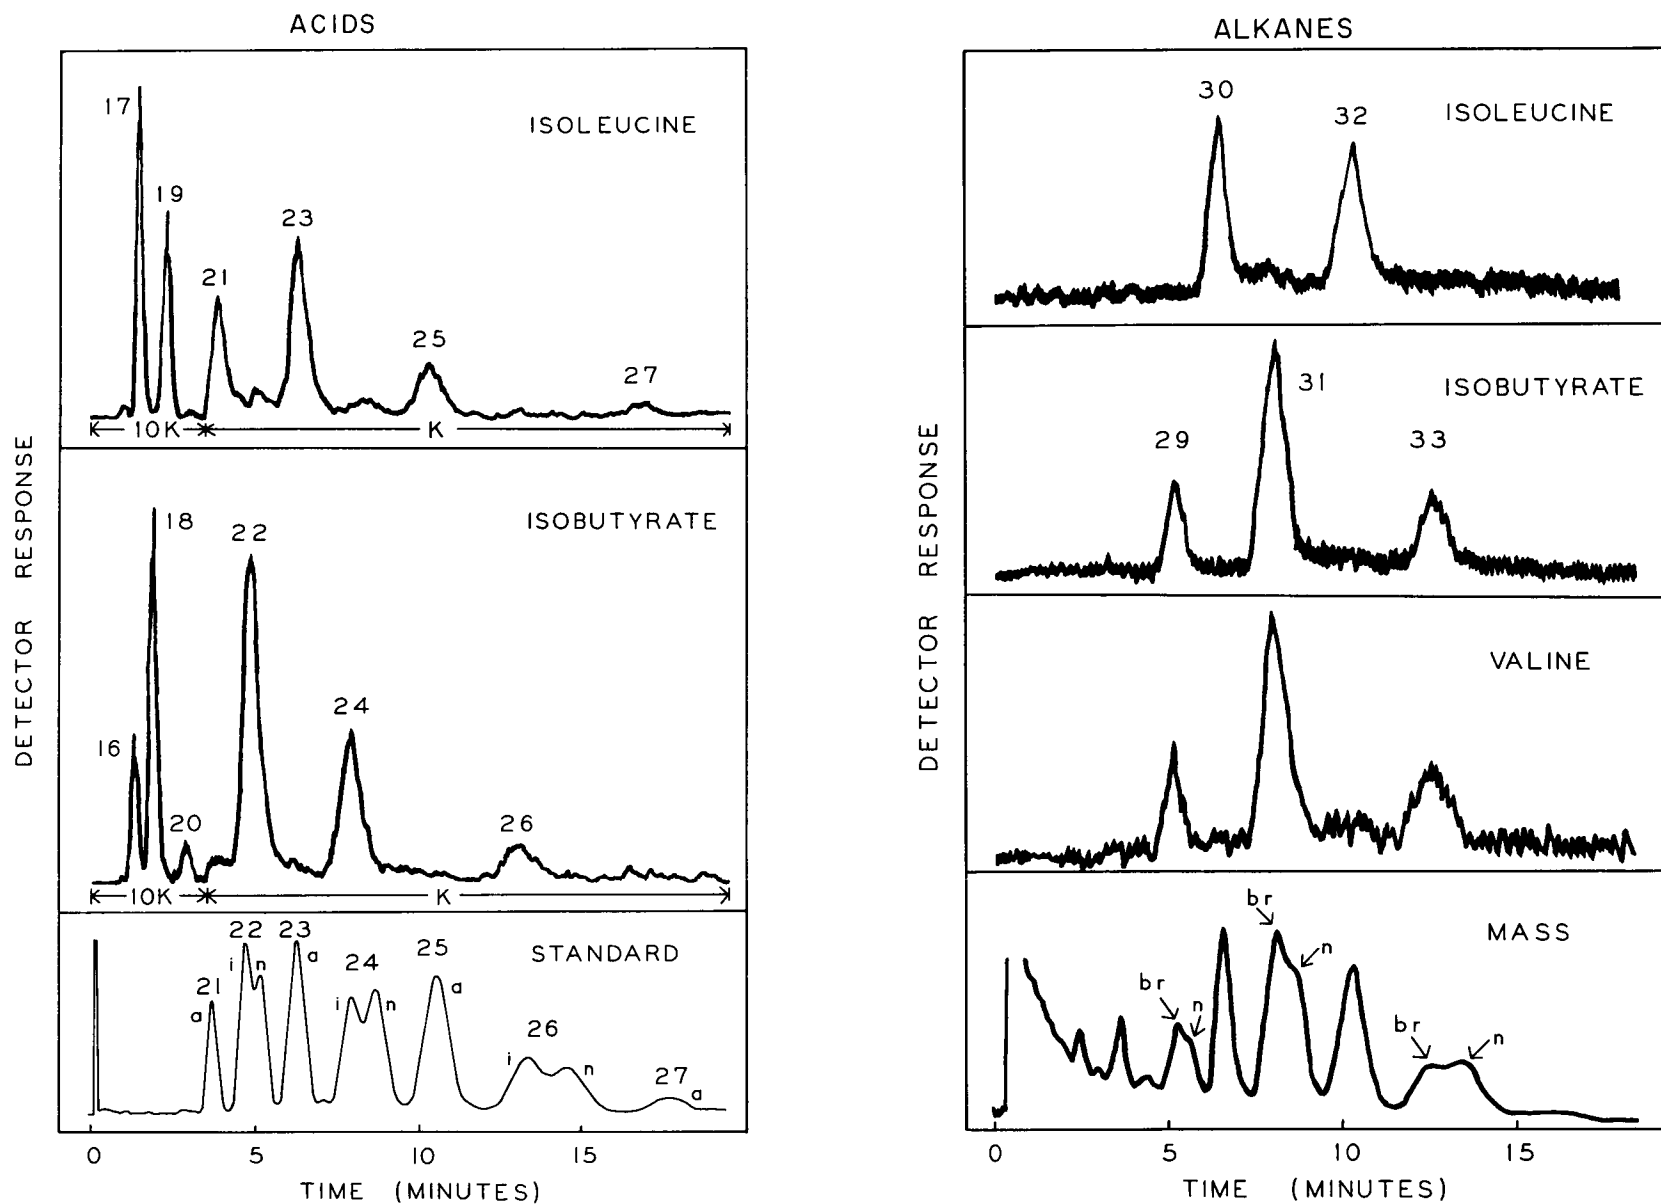 ACIDS
DETECTOR RESPONSE
ISOLEUCINE
17
19
21
23
25
27
10K
K
ISOBUTYRATE
16
18
20
22
24
26
10K
K
STANDARD
21
a
22
i
n
23
a
24
i
n
25
a
26
i
n
27
a
0 5 10 15
TIME (MINUTES)
ALKANES
DETECTOR RESPONSE
ISOLEUCINE
30
32
ISOBUTYRATE
29
31
33
VALINE
MASS
br
n
br
n
br
n
0 5 10 15
TIME (MINUTES)